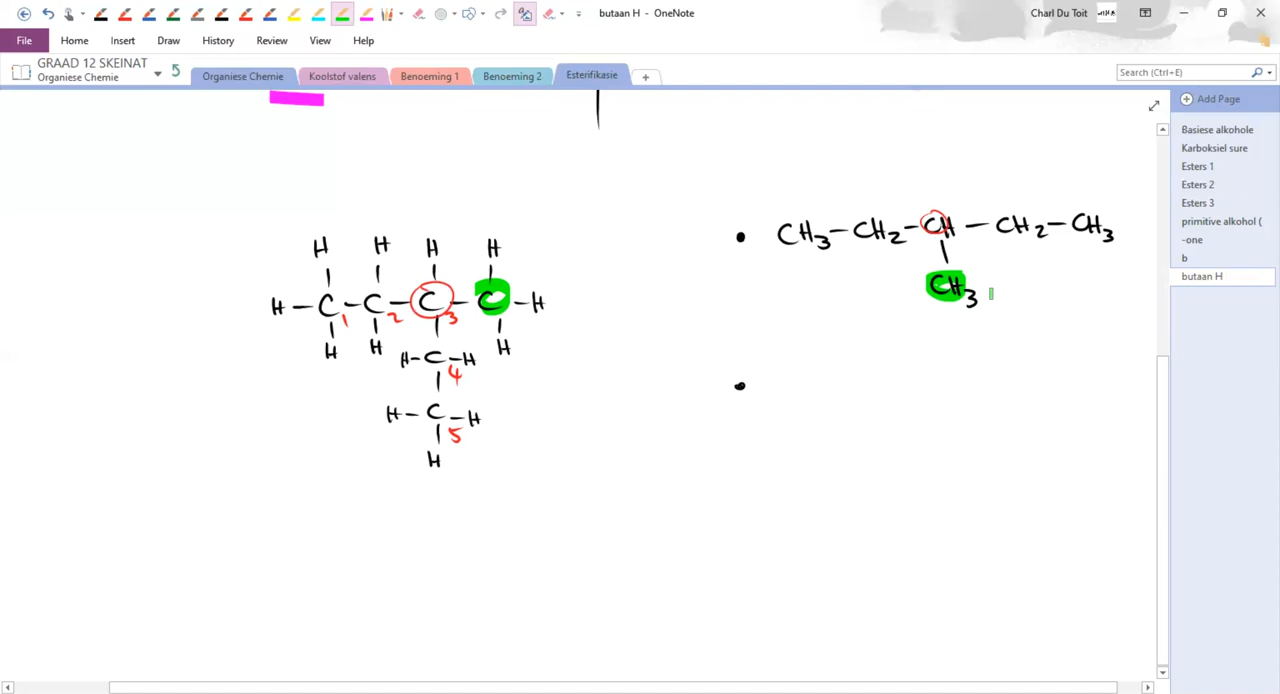 butaan H - OneNote
Charl Du Toit
File Home Insert Draw History Review View Help
GRAAD 12 SKEINAT
Organiese Chemie
Organiese Chemie Koolstof valens Benoeming 1 Benoeming 2 Esterifikasie +
Search (Ctrl+E)
Add Page
Basiese alkohole
Karboksiel sure
Esters 1
Esters 2
Esters 3
primitive alkohol (
-one
b
butaan H
H H H H
H-C-C-C-C-H
1 2 3
H H H
H-C-H
4
H-C-H
5
H
• CH3-CH2-CH-CH2-CH3
CH3
•